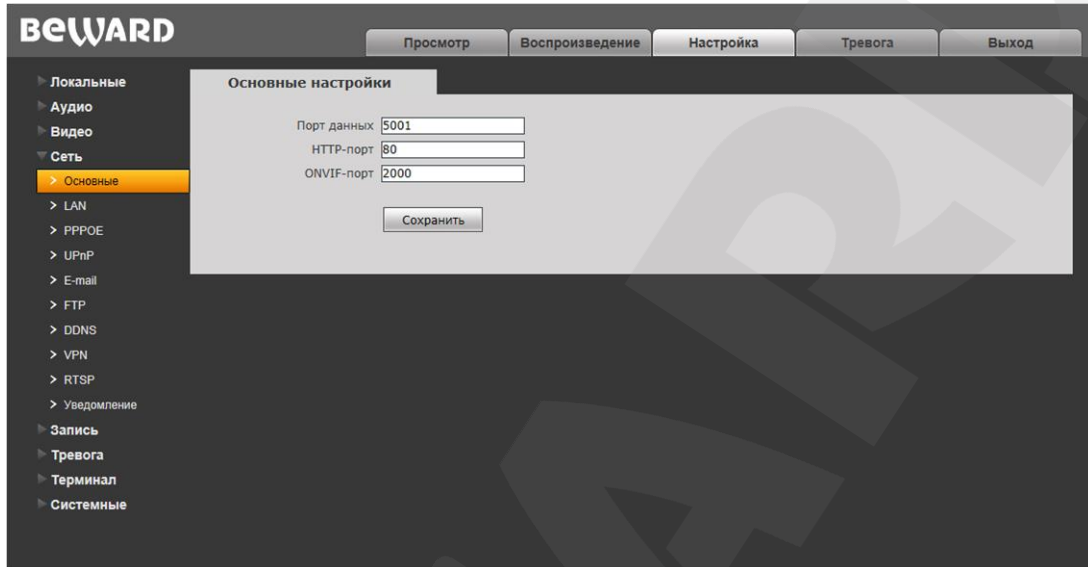 BEWARD
Просмотр Воспроизведение Настройка Тревога Выход
Локальные
Аудио
Видео
Сеть
> Основные
> LAN
> PPPOE
> UPnP
> E-mail
> FTP
> DDNS
> VPN
> RTSP
> Уведомление
Запись
Тревога
Терминал
Системные
Основные настройки
Порт данных 5001
HTTP-порт 80
ONVIF-порт 2000
Сохранить